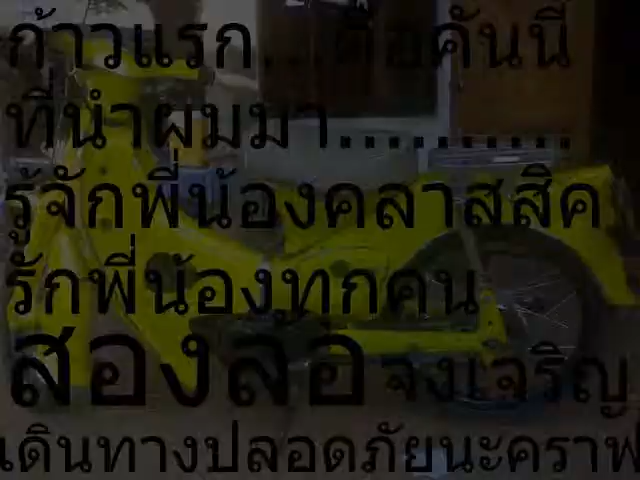 ก้าวแรก....คือคันนี้
ที่นำผมมา...........
รู้จักพี่น้องคลาสสิค
รักพี่น้องทุกคน
สองล้อ จงเจริญ
เดินทางปลอดภัยนะคราฟ